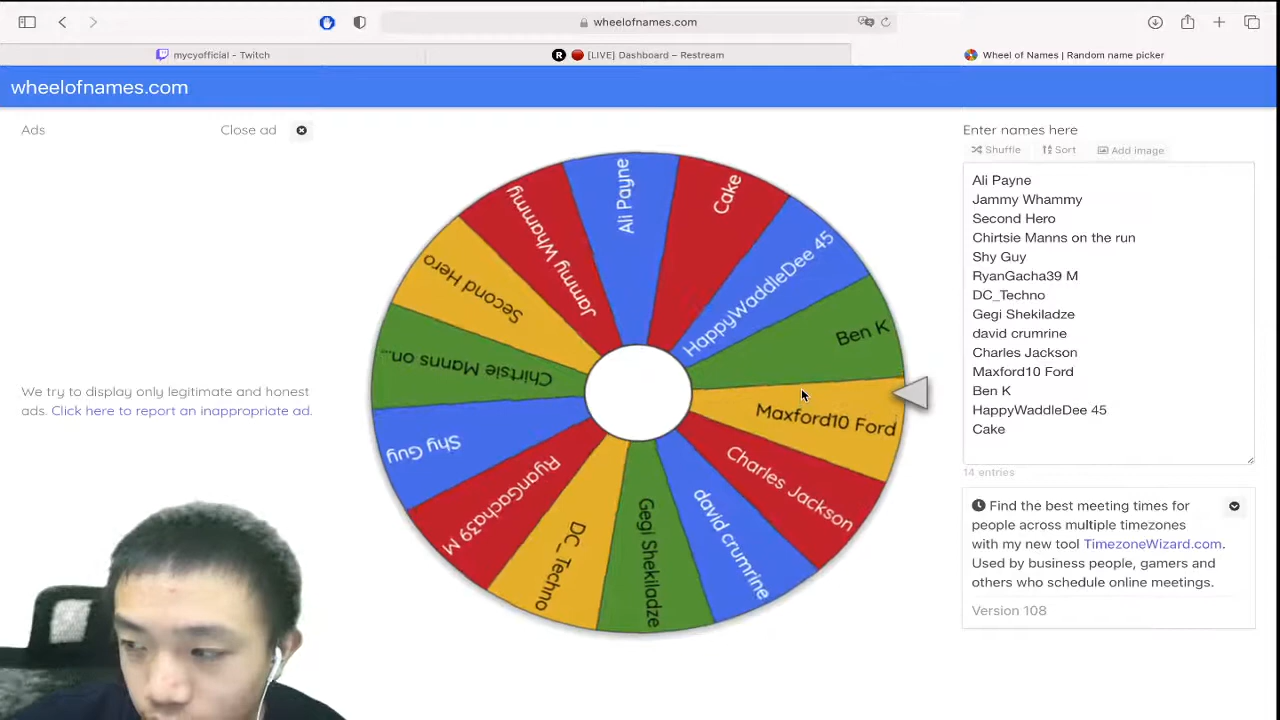 wheelofnames.com
mycyofficial - Twitch
R
[LIVE] Dashboard – Restream
Wheel of Names | Random name picker
wheelofnames.com
Ads
Close ad
We try to display only legitimate and honest
ads. Click here to report an inappropriate ad.
Ali Payne
Cake
HappyWaddleDee 45
Ben K
Maxford10 Ford
Charles Jackson
david crumrine
Gegi Shekiladze
DC_Techno
RyanGacha39 M
Shy Guy
Chirtsie Manns on...
Second Hero
Jammy Whammy
Enter names here
Shuffle
Sort
Add image
Ali Payne
Jammy Whammy
Second Hero
Chirtsie Manns on the run
Shy Guy
RyanGacha39 M
DC_Techno
Gegi Shekiladze
david crumrine
Charles Jackson
Maxford10 Ford
Ben K
HappyWaddleDee 45
Cake
14 entries
Find the best meeting times for
people across multiple timezones
with my new tool TimezoneWizard.com.
Used by business people, gamers and
others who schedule online meetings.
Version 108